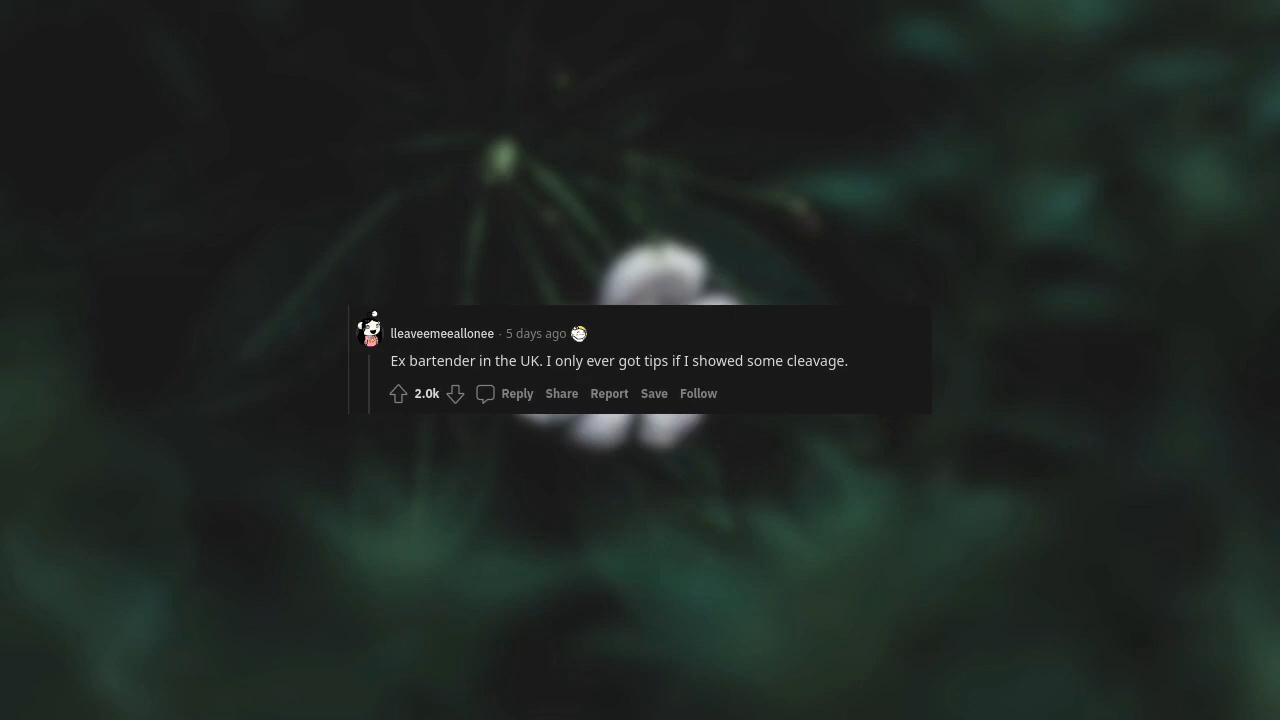 lleaveemeeallonee · 5 days ago
Ex bartender in the UK. I only ever got tips if I showed some cleavage.
2.0k Reply Share Report Save Follow